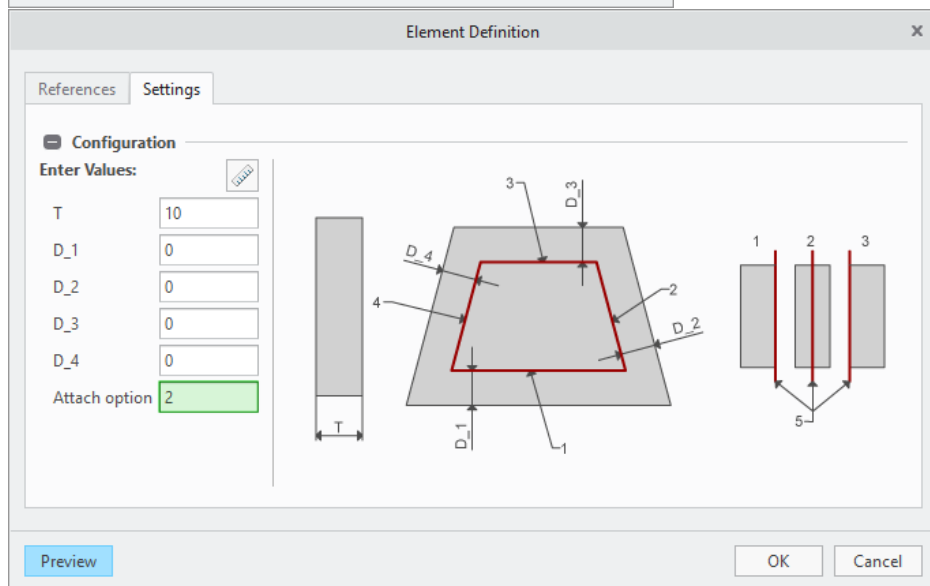 Element Definition
References Settings
Configuration
Enter Values:
T 10
D_1 0
D_2 0
D_3 0
D_4 0
Attach option 2
T
3
D_3
D_4
4
2
D_2
D_1
1
1 2 3
5
Preview OK Cancel